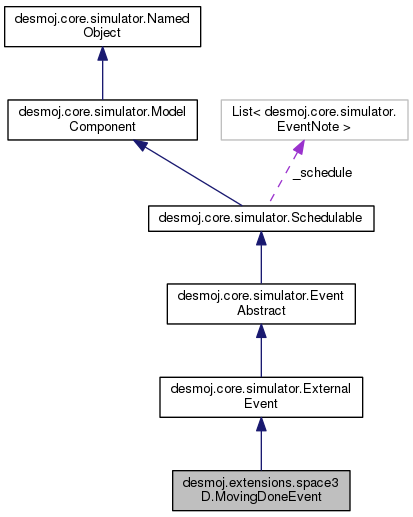 desmoj.core.simulator.Named
Object
desmoj.core.simulator.Model
Component
List< desmoj.core.simulator.
EventNote >
_schedule
desmoj.core.simulator.Schedulable
desmoj.core.simulator.Event
Abstract
desmoj.core.simulator.External
Event
desmoj.extensions.space3
D.MovingDoneEvent